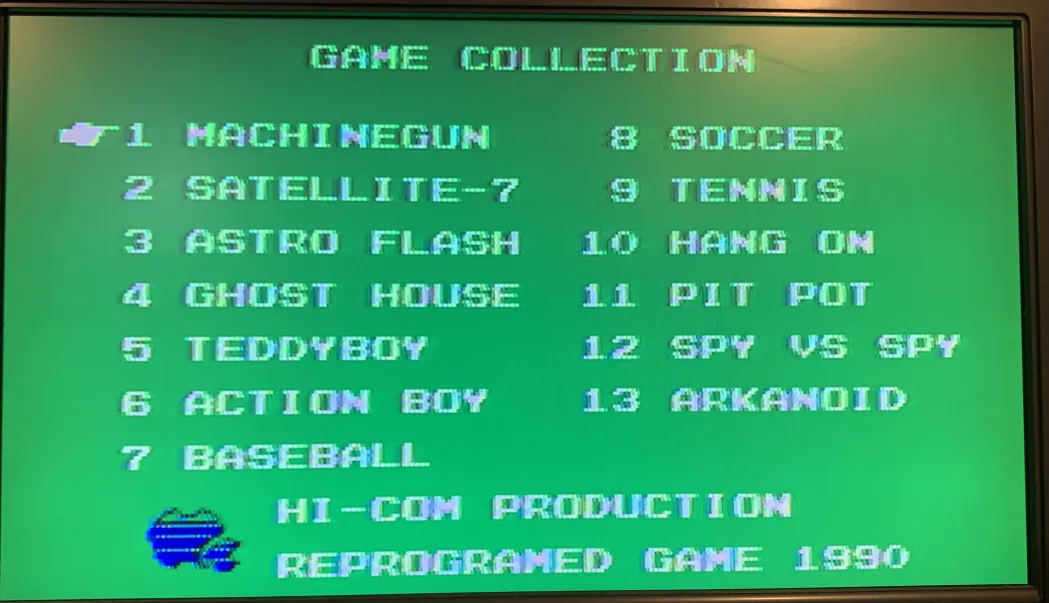 GAME COLLECTION
1 MACHINEGUN
2 SATELLITE-7
3 ASTRO FLASH
4 GHOST HOUSE
5 TEDDYBOY
6 ACTION BOY
7 BASEBALL
8 SOCCER
9 TENNIS
10 HANG ON
11 PIT POT
12 SPY VS SPY
13 ARKANOID
HI-COM PRODUCTION
REPROGRAMED GAME 1990